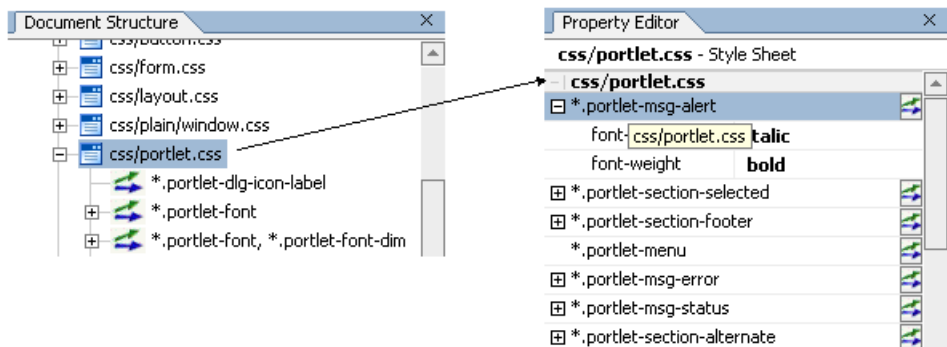 Document Structure
css/button.css
css/form.css
css/layout.css
css/plain/window.css
css/portlet.css
*.portlet-dlg-icon-label
*.portlet-font
*.portlet-font, *.portlet-font-dim
Property Editor
css/portlet.css - Style Sheet
css/portlet.css
*.portlet-msg-alert
font- css/portlet.css talic
font-weight bold
*.portlet-section-selected
*.portlet-section-footer
*.portlet-menu
*.portlet-msg-error
*.portlet-msg-status
*.portlet-section-alternate